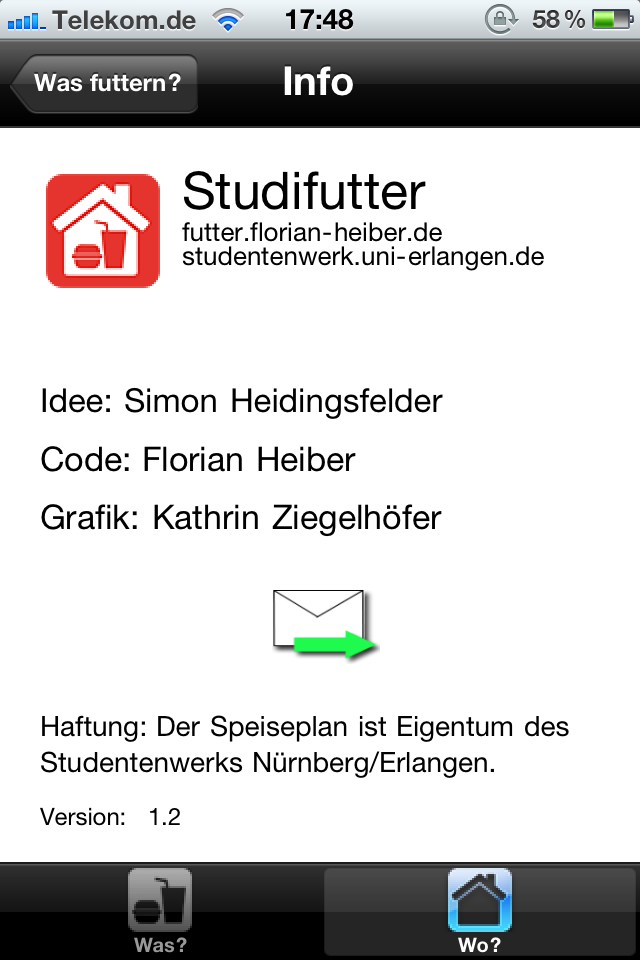 Telekom.de 17:48 58 %
Was futtern? Info
Studifutter
futter.florian-heiber.de
studentenwerk.uni-erlangen.de
Idee: Simon Heidingsfelder
Code: Florian Heiber
Grafik: Kathrin Ziegelhöfer
Haftung: Der Speiseplan ist Eigentum des
Studentenwerks Nürnberg/Erlangen.
Version: 1.2
Was? Wo?